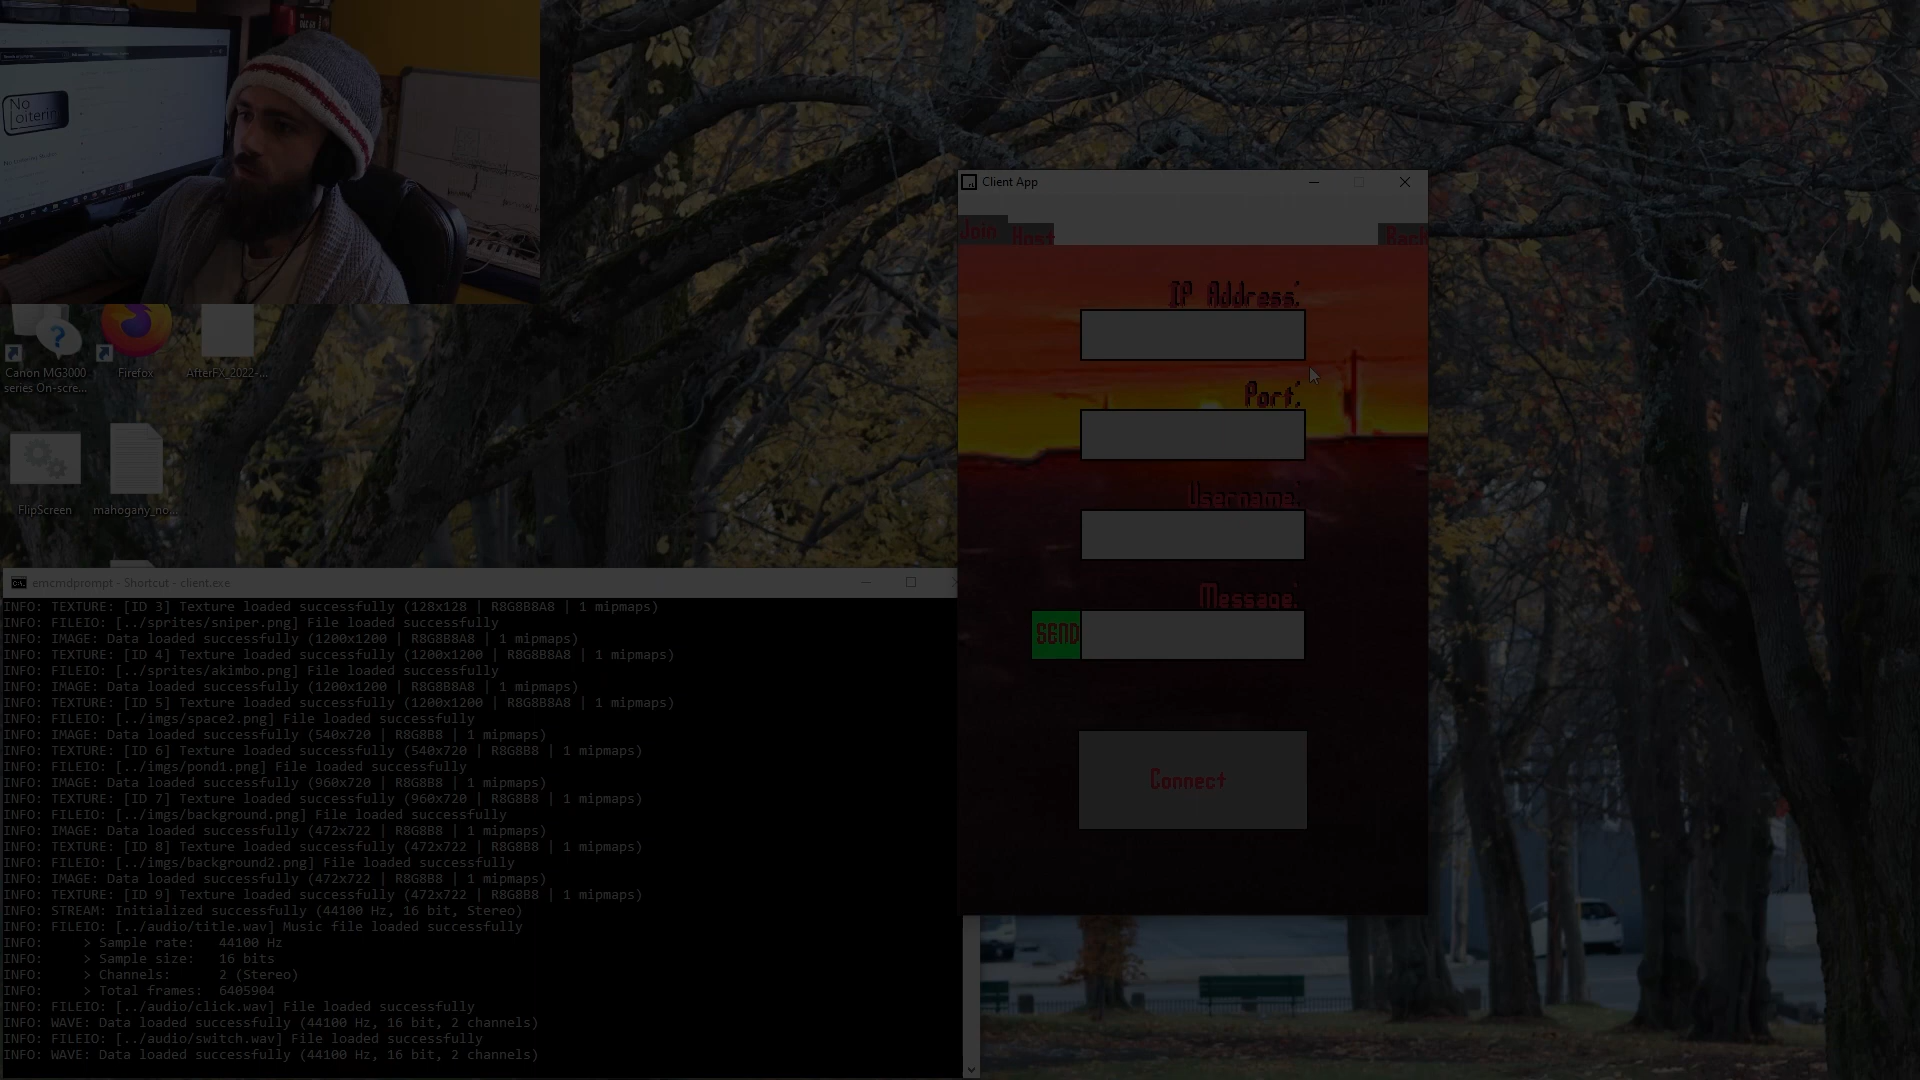 No
oitering
Canon MG3000
series On-scre...
Firefox
AfterFX_2022-...
FlipScreen
mahogany_no...
emcmdprompt - Shortcut - client.exe
INFO: TEXTURE: [ID 3] Texture loaded successfully (128x128 | R8G8B8A8 | 1 mipmaps)
INFO: FILEIO: [../sprites/sniper.png] File loaded successfully
INFO: IMAGE: Data loaded successfully (1200x1200 | R8G8B8A8 | 1 mipmaps)
INFO: TEXTURE: [ID 4] Texture loaded successfully (1200x1200 | R8G8B8A8 | 1 mipmaps)
INFO: FILEIO: [../sprites/akimbo.png] File loaded successfully
INFO: IMAGE: Data loaded successfully (1200x1200 | R8G8B8A8 | 1 mipmaps)
INFO: TEXTURE: [ID 5] Texture loaded successfully (1200x1200 | R8G8B8A8 | 1 mipmaps)
INFO: FILEIO: [../imgs/space2.png] File loaded successfully
INFO: IMAGE: Data loaded successfully (540x720 | R8G8B8 | 1 mipmaps)
INFO: TEXTURE: [ID 6] Texture loaded successfully (540x720 | R8G8B8 | 1 mipmaps)
INFO: FILEIO: [../imgs/pond1.png] File loaded successfully
INFO: IMAGE: Data loaded successfully (960x720 | R8G8B8 | 1 mipmaps)
INFO: TEXTURE: [ID 7] Texture loaded successfully (960x720 | R8G8B8 | 1 mipmaps)
INFO: FILEIO: [../imgs/background.png] File loaded successfully
INFO: IMAGE: Data loaded successfully (472x722 | R8G8B8 | 1 mipmaps)
INFO: TEXTURE: [ID 8] Texture loaded successfully (472x722 | R8G8B8 | 1 mipmaps)
INFO: FILEIO: [../imgs/background2.png] File loaded successfully
INFO: IMAGE: Data loaded successfully (472x722 | R8G8B8 | 1 mipmaps)
INFO: TEXTURE: [ID 9] Texture loaded successfully (472x722 | R8G8B8 | 1 mipmaps)
INFO: STREAM: Initialized successfully (44100 Hz, 16 bit, Stereo)
INFO: FILEIO: [../audio/title.wav] Music file loaded successfully
INFO:     > Sample rate:   44100 Hz
INFO:     > Sample size:   16 bits
INFO:     > Channels:      2 (Stereo)
INFO:     > Total frames:  6405904
INFO: FILEIO: [../audio/click.wav] File loaded successfully
INFO: WAVE: Data loaded successfully (44100 Hz, 16 bit, 2 channels)
INFO: FILEIO: [../audio/switch.wav] File loaded successfully
INFO: WAVE: Data loaded successfully (44100 Hz, 16 bit, 2 channels)
Client App
Join Host Back
IP Address:
Port:
Username:
Message:
SEND
Connect